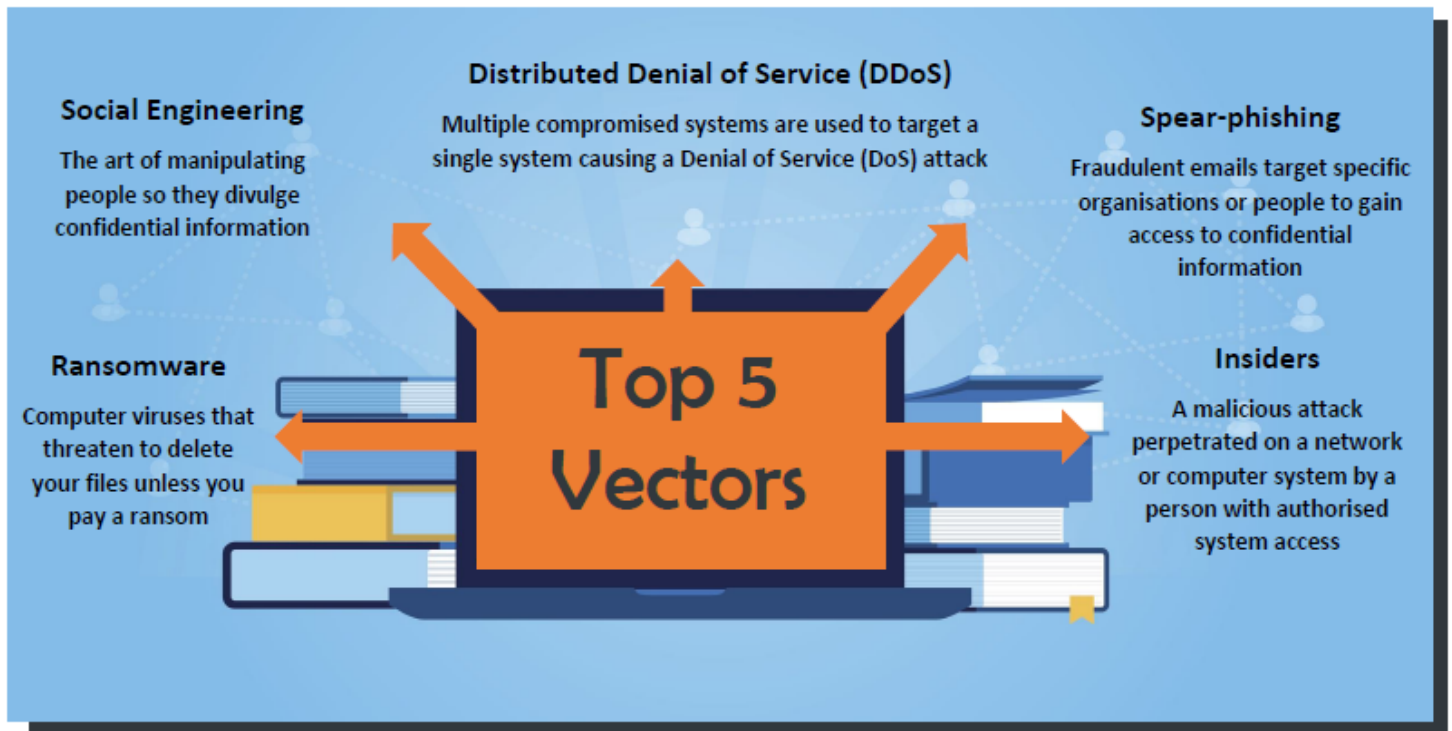 Distributed Denial of Service (DDoS)
Multiple compromised systems are used to target a
single system causing a Denial of Service (DoS) attack
Social Engineering
The art of manipulating
people so they divulge
confidential information
Spear-phishing
Fraudulent emails target specific
organisations or people to gain
access to confidential
information
Ransomware
Computer viruses that
threaten to delete
your files unless you
pay a ransom
Top 5
Vectors
Insiders
A malicious attack
perpetrated on a network
or computer system by a
person with authorised
system access